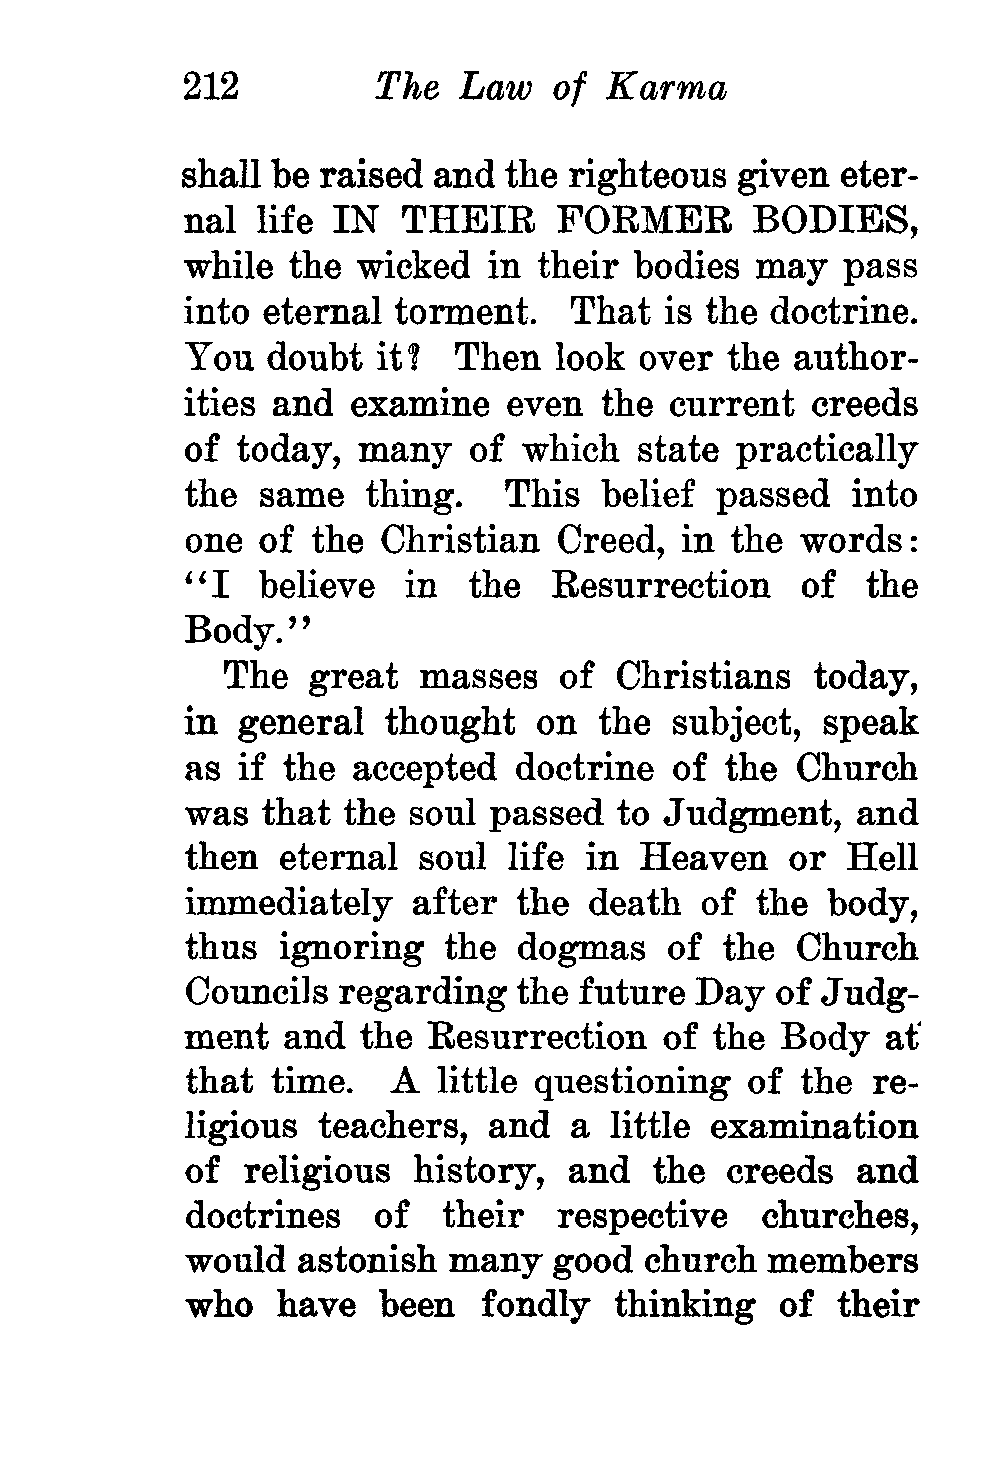 212 The Law of Karma
shall be raised and the righteous given eter-
nal life IN THEIR FORMER BODIES,
while the wicked in their bodies may pass
into eternal torment. That is the doctrine.
You doubt it? Then look over the author-
ities and examine even the current creeds
of today, many of which state practically
the same thing. This belief passed into
one of the Christian Creed, in the words:
"I believe in the Resurrection of the
Body."
The great masses of Christians today,
in general thought on the subject, speak
as if the accepted doctrine of the Church
was that the soul passed to Judgment, and
then eternal soul life in Heaven or Hell
immediately after the death of the body,
thus ignoring the dogmas of the Church
Councils regarding the future Day of Judg-
ment and the Resurrection of the Body at
that time. A little questioning of the re-
ligious teachers, and a little examination
of religious history, and the creeds and
doctrines of their respective churches,
would astonish many good church members
who have been fondly thinking of their